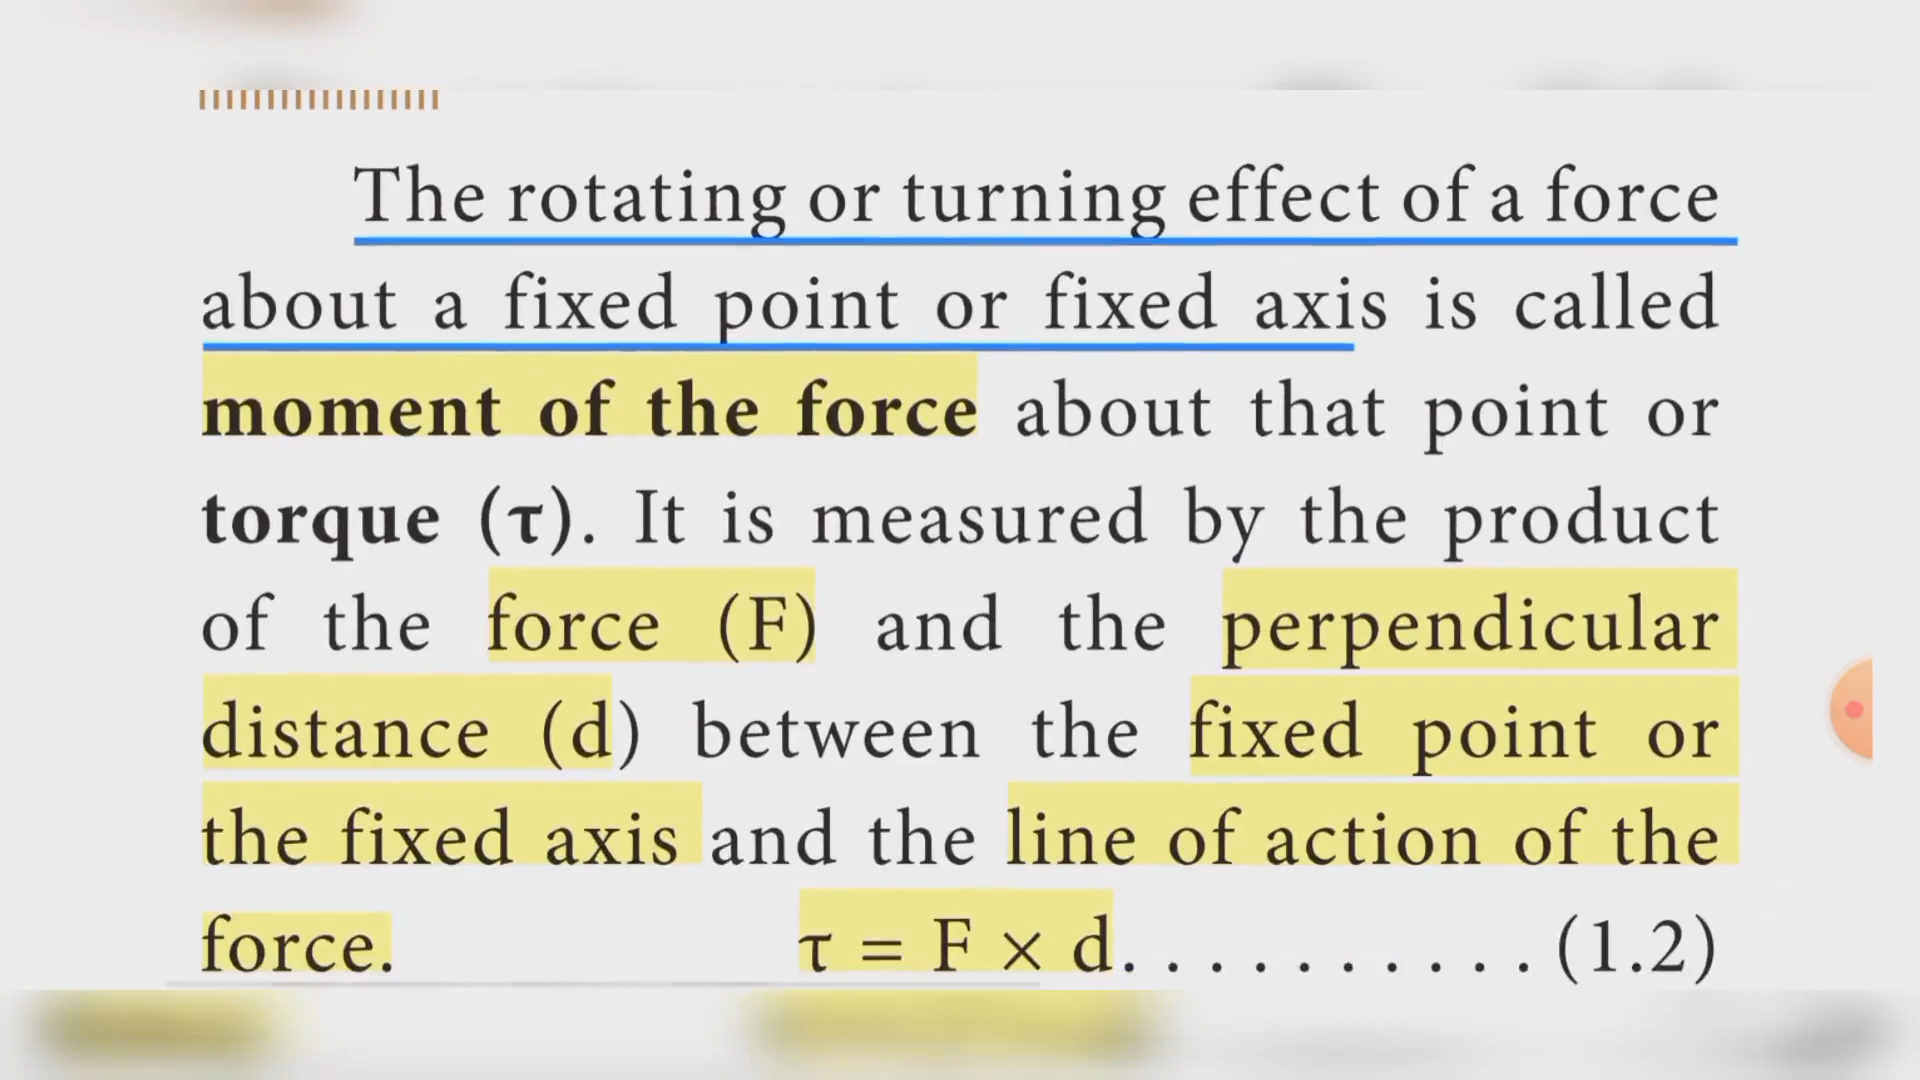 The rotating or turning effect of a force
about a fixed point or fixed axis is called
moment of the force about that point or
torque (τ). It is measured by the product
of the force (F) and the perpendicular
distance (d) between the fixed point or
the fixed axis and the line of action of the
force. τ = F × d. . . . . . . . . . (1.2)